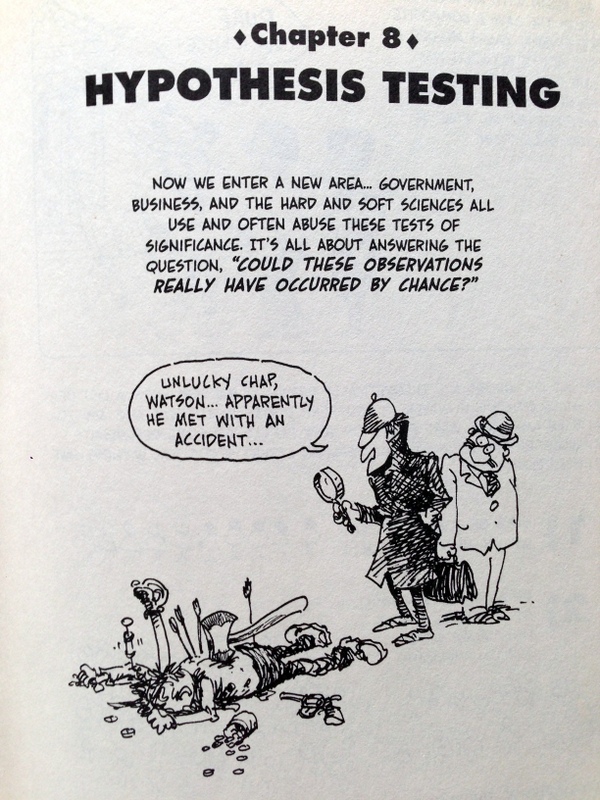 ♦Chapter 8♦
HYPOTHESIS TESTING
NOW WE ENTER A NEW AREA... GOVERNMENT,
BUSINESS, AND THE HARD AND SOFT SCIENCES ALL
USE AND OFTEN ABUSE THESE TESTS OF
SIGNIFICANCE. IT'S ALL ABOUT ANSWERING THE
QUESTION, "COULD THESE OBSERVATIONS
REALLY HAVE OCCURRED BY CHANCE?"
UNLUCKY CHAP,
WATSON... APPARENTLY
HE MET WITH AN
ACCIDENT...